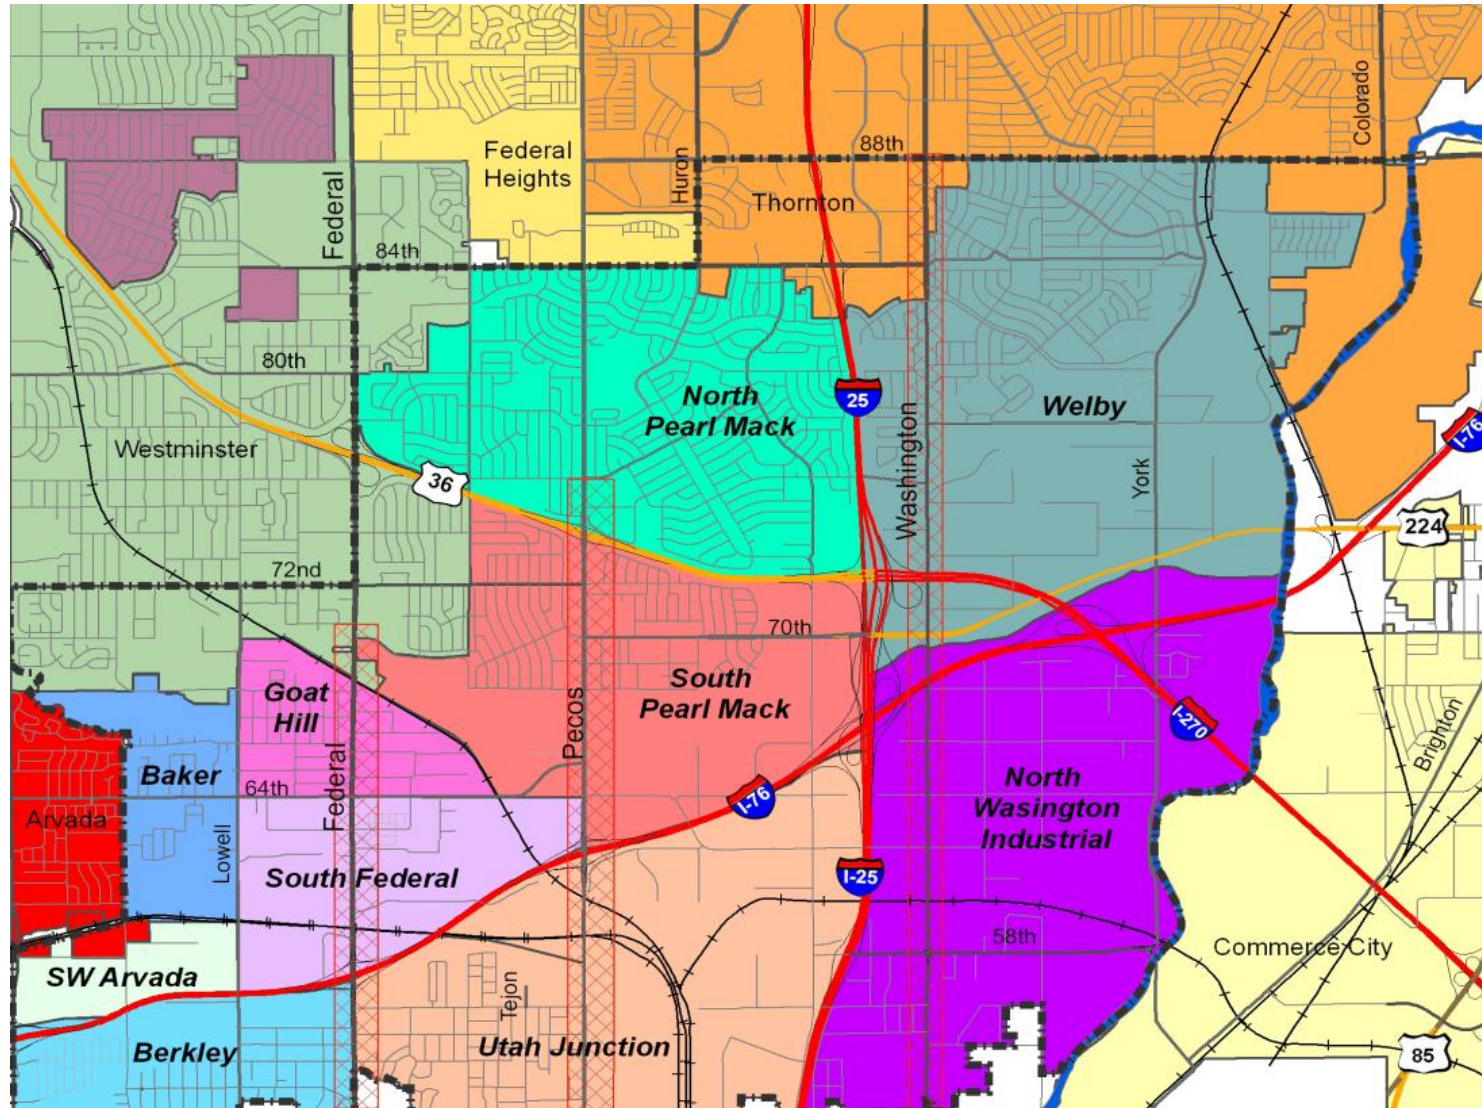 Federal
Heights
Huron
88th
Colorado
Federal
Thornton
84th
80th
North
Pearl Mack
25
Welby
Washington
Westminster
36
York
I-76
224
72nd
70th
Goat
Hill
South
Pearl Mack
Pecos
I-270
Brighton
Baker
64th
Federal
I-76
North
Wasington
Industrial
Arvada
Lowell
South Federal
I-25
58th
Commerce City
SW Arvada
Tejon
Berkley
Utah Junction
85